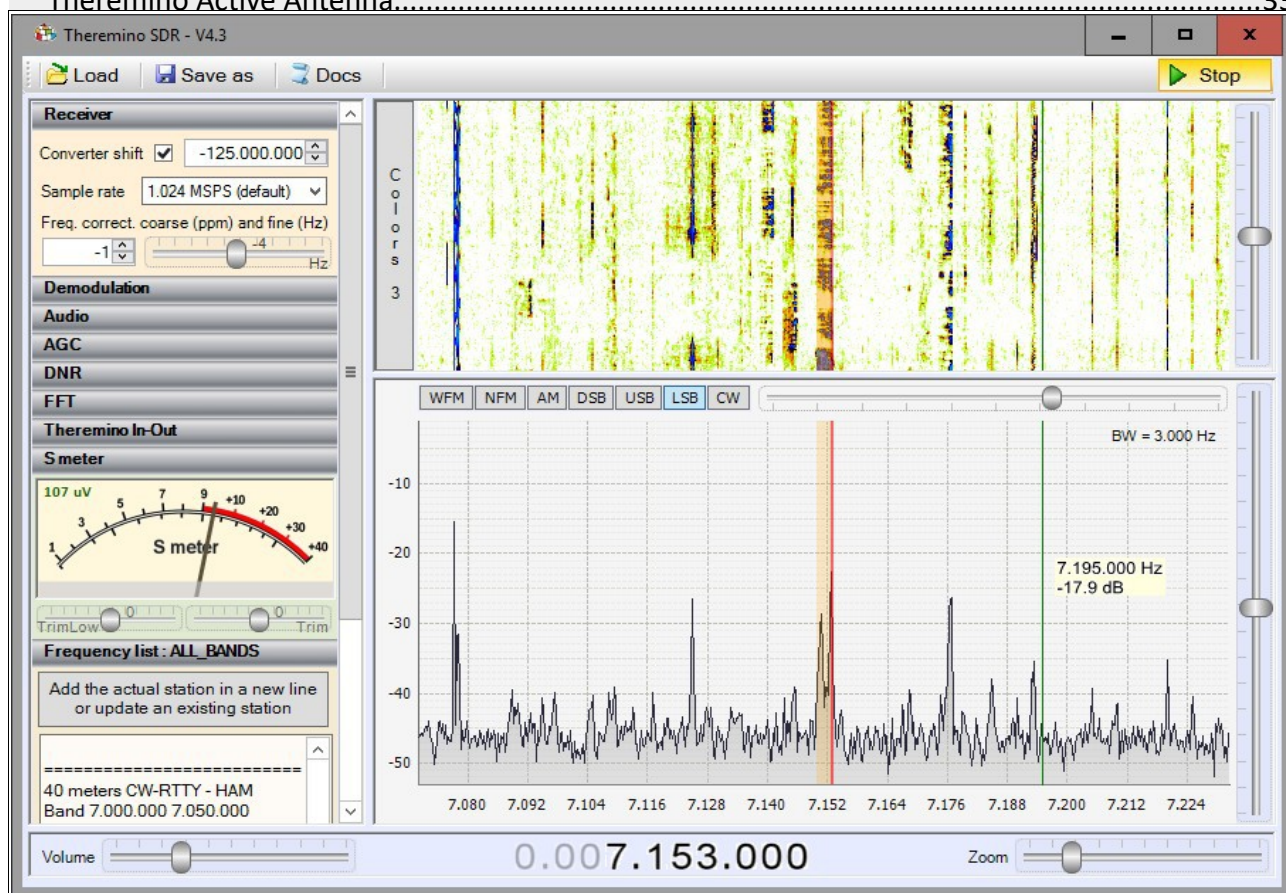 Theremino Active Antenna
Theremino SDR - V4.3
Load Save as Docs Stop
Receiver
Converter shift -125.000.000
Sample rate 1.024 MSPS (default)
Freq. correct. coarse (ppm) and fine (Hz)
-1 -4 Hz
Demodulation
Audio
AGC
DNR
FFT
Theremino In-Out
S meter
107 uV
1 3 5 7 9 +10 +20 +30 +40
S meter
TrimLow 0 0 Trim
Frequency list : ALL_BANDS
Add the actual station in a new line
or update an existing station
==========================
40 meters CW-RTTY - HAM
Band 7.000.000 7.050.000
Colors 3
WFM NFM AM DSB USB LSB CW
BW = 3.000 Hz
-10
-20
7.195.000 Hz
-17.9 dB
-30
-40
-50
7.080 7.092 7.104 7.116 7.128 7.140 7.152 7.164 7.176 7.188 7.200 7.212 7.224
Volume 0.007.153.000 Zoom